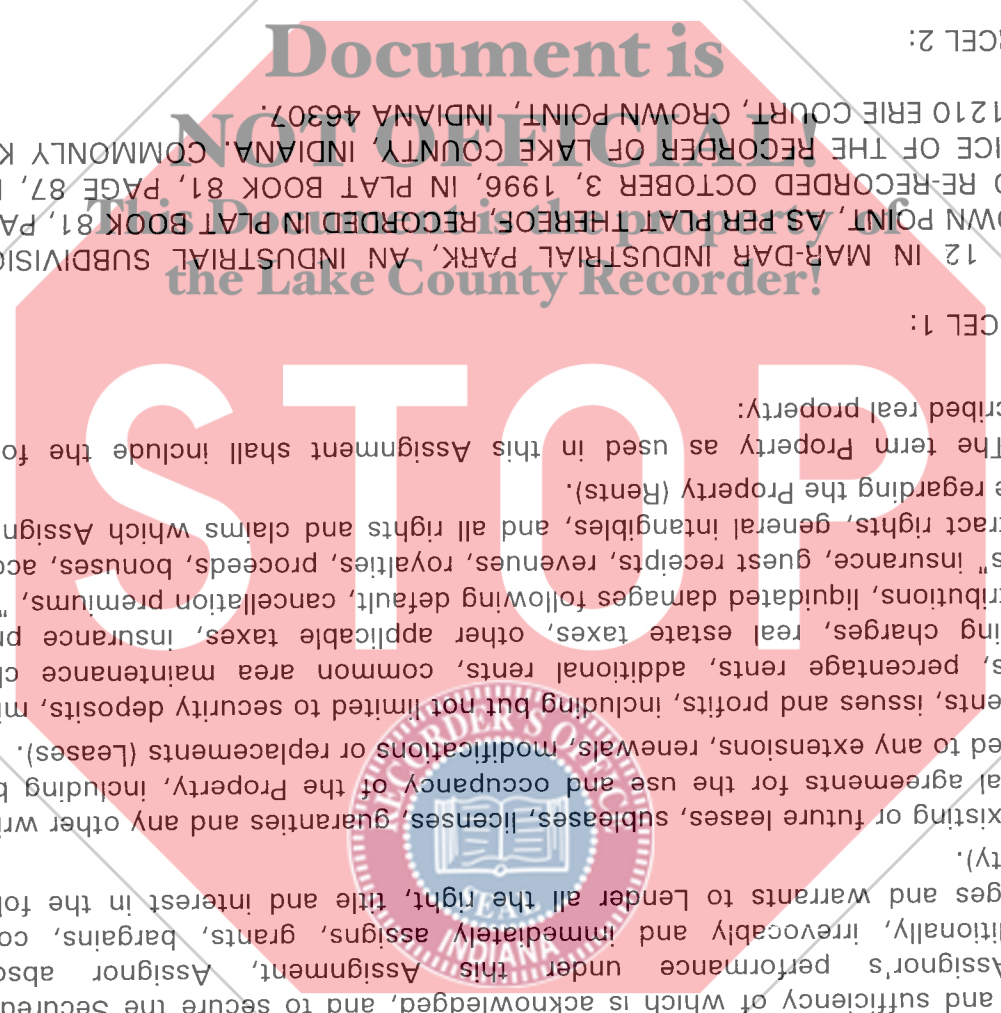 Document is
NOT OFFICIAL!
This Document is the property of
the Lake County Recorder!
STOP
RECORDER'S OFFIC
SEAL
INDIANA
and sufficiency of which is acknowledged, and to secure the Secured
Assignor's performance under this Assignment, Assignor abso
ditionally, irrevocably and immediately assigns, grants, bargains, co
ges and warrants to Lender all the right, title and interest in the fol
ty).
existing or future leases, subleases, licenses, guaranties and any other wri
al agreements for the use and occupancy of the Property, including b
ed to any extensions, renewals, modifications or replacements (Leases).
ents, issues and profits, including but not limited to security deposits, mi
s, percentage rents, additional rents, common area maintenance c
ing charges, real estate taxes, other applicable taxes, insurance p
ributions, liquidated damages following default, cancellation premiums, "
s" insurance, guest receipts, revenues, royalties, proceeds, bonuses, acc
ract rights, general intangibles, and all rights and claims which Assign
e regarding the Property (Rents).
The term Property as used in this Assignment shall include the fo
cribed real property:
CEL 1:
12 IN MAR-DAR INDUSTRIAL PARK, AN INDUSTRIAL SUBDIVISIO
OWN POINT, AS PER PLAT THEREOF, RECORDED IN PLAT BOOK 81, PA
D RE-RECORDED OCTOBER 3, 1996, IN PLAT BOOK 81, PAGE 87,
ICE OF THE RECORDER OF LAKE COUNTY, INDIANA. COMMONLY K
1210 ERIE COURT, CROWN POINT, INDIANA 46307.
CEL 2: